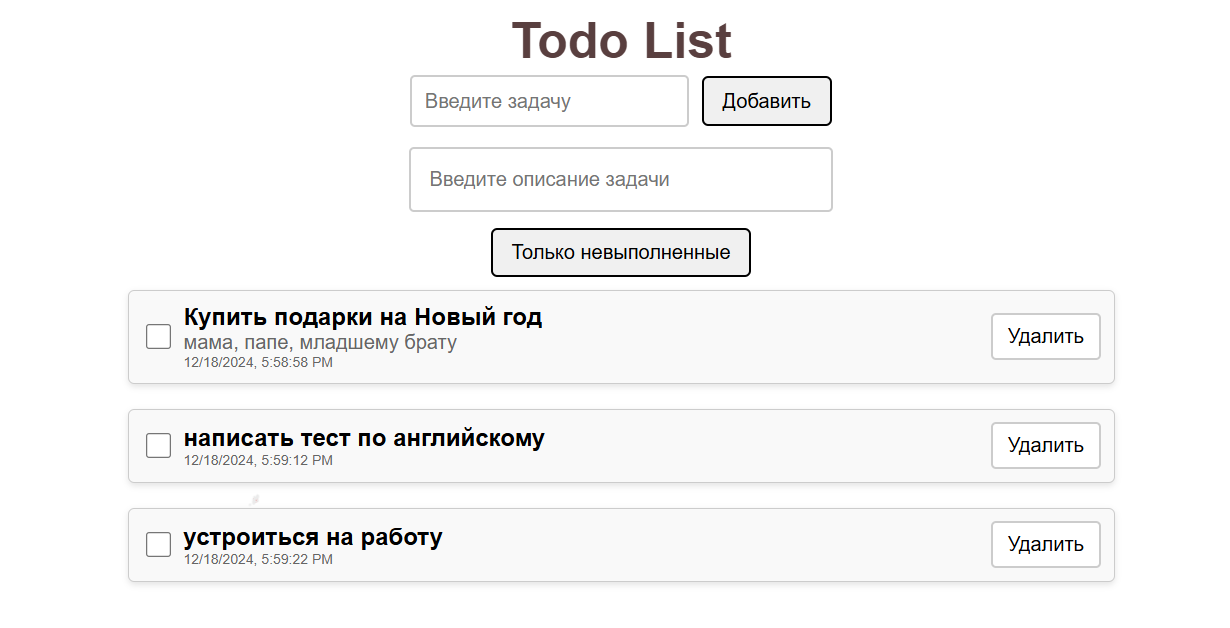 Todo List
Введите задачу
Добавить
Введите описание задачи
Только невыполненные
Купить подарки на Новый год
мама, папе, младшему брату
12/18/2024, 5:58:58 PM
Удалить
написать тест по английскому
12/18/2024, 5:59:12 PM
Удалить
устроиться на работу
12/18/2024, 5:59:22 PM
Удалить